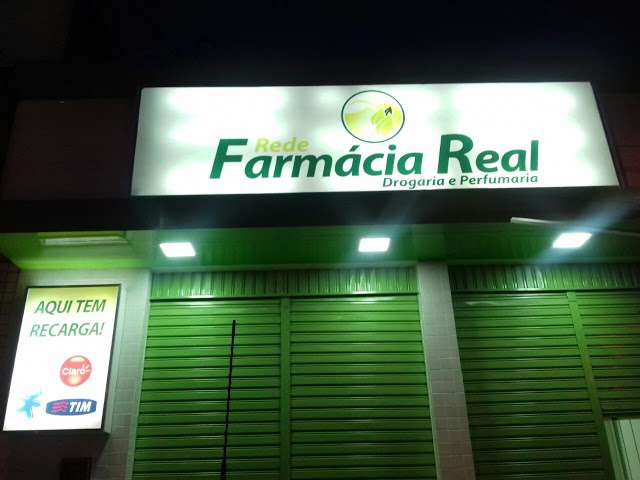 Rede
Farmácia Real
Drogaria e Perfumaria
AQUI TEM
RECARGA!
Claro
TIM